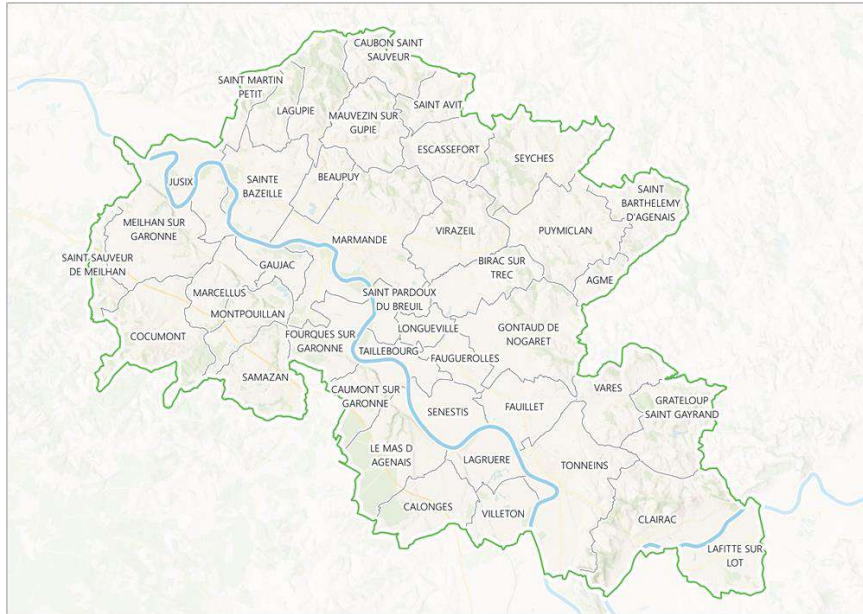 CAUBON SAINT
SAUVEUR
SAINT MARTIN
PETIT
LAGUPIE
SAINT AVIT
MAUVEZIN SUR
GUPIE
ESCASSEFORT
SEYCHES
JUSIX
SAINTE
BAZEILLE
BEAUPUY
SAINT
BARTHELEMY
D'AGENAIS
MEILHAN SUR
GARONNE
VIRAZEIL
PUYMICLAN
MARMANDE
SAINT SAUVEUR
DE MEILHAN
GAUJAC
BIRAC SUR
TREC
AGME
MARCELLUS
SAINT PARDOUX
DU BREUIL
MONTPOUILLAN
COCUMONT
FOURQUES SUR
GARONNE
LONGUEVILLE
GONTAUD DE
NOGARET
TAILLEBOURG
FAUGUEROLLES
SAMAZAN
CAUMONT SUR
GARONNE
VARES
GRATELOUP
SAINT GAYRAND
SENESTIS
FAUILLET
LE MAS D
AGENAIS
LAGRUERE
TONNEINS
CALONGES
VILLETON
CLAIRAC
LAFITTE SUR
LOT